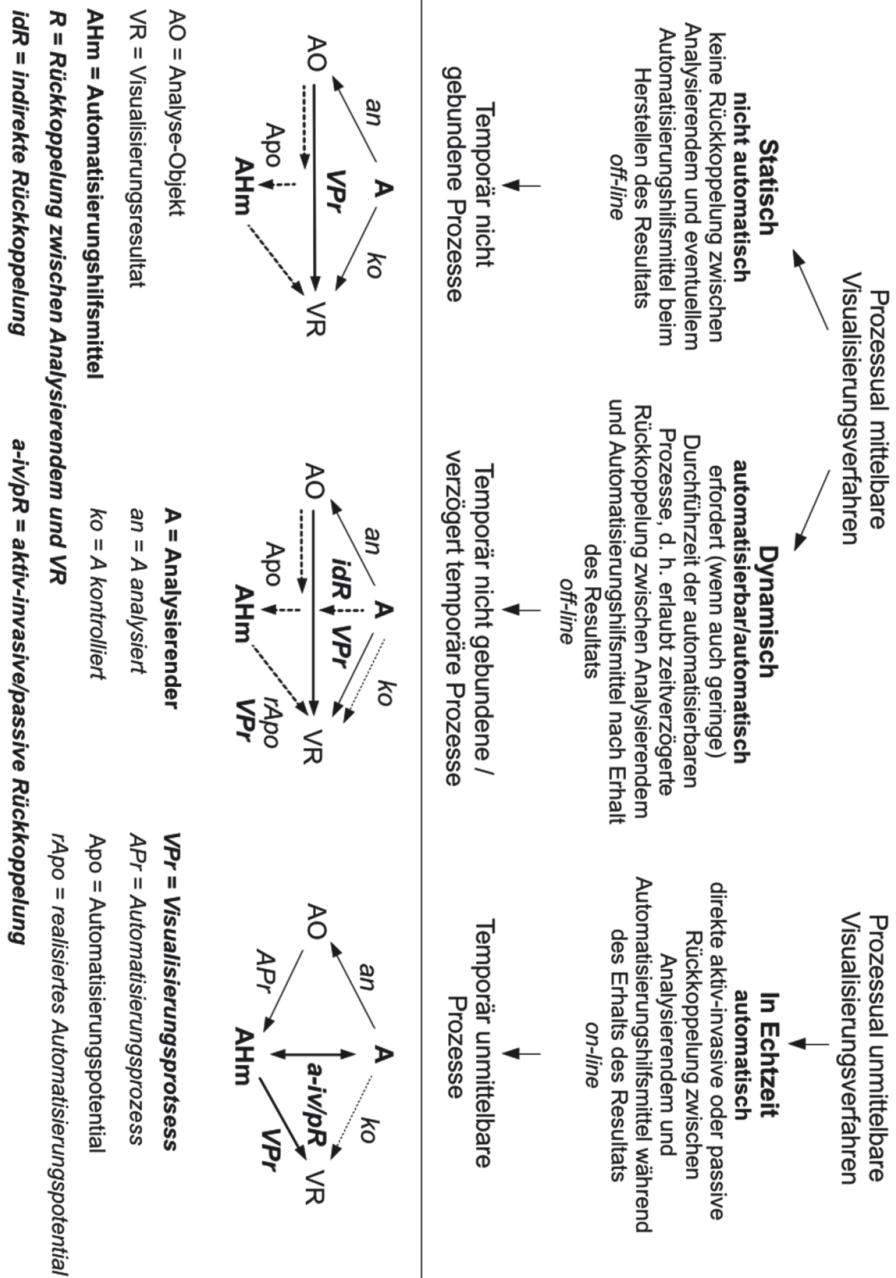 Prozessual mittelbare
Visualisierungsverfahren
Prozessual unmittelbare
Visualisierungsverfahren
Statisch
nicht automatisch
keine Rückkoppelung zwischen
Analysierendem und eventuellem
Automatisierungshilfsmittel beim
Herstellen des Resultats
off-line
Dynamisch
automatisierbar/automatisch
erfordert (wenn auch geringe)
Durchführzeit der automatisierbaren
Prozesse, d. h. erlaubt zeitverzögerte
Rückkoppelung zwischen Analysierendem
und Automatisierungshilfsmittel nach Erhalt
des Resultats
off-line
In Echtzeit
automatisch
direkte aktiv-invasive oder passive
Rückkoppelung zwischen
Analysierendem und
Automatisierungshilfsmittel während
des Erhalts des Resultats
on-line
Temporär nicht
gebundene Prozesse
Temporär nicht gebundene /
verzögert temporäre Prozesse
Temporär unmittelbare
Prozesse
A
an
ko
VPr
AO
VR
Apo
AHm
A
an
ko
idR
VPr
AO
VR
Apo
rApo
AHm
VPr
A
an
ko
a-iv/pR
AO
VR
APr
VPr
AHm
AO = Analyse-Objekt
A = Analysierender
VPr = Visualisierungsprotsess
VR = Visualisierungsresultat
an = A analysiert
APr = Automatisierungsprozess
AHm = Automatisierungshilfsmittel
ko = A kontrolliert
Apo = Automatisierungspotential
R = Rückkoppelung zwischen Analysierendem und VR
rApo = realisiertes Automatisierungspotential
idR = indirekte Rückkoppelung
a-iv/pR = aktiv-invasive/passive Rückkoppelung